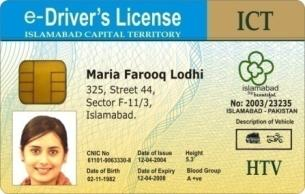 e-Driver's License
ICT
ISLAMABAD CAPITAL TERRITORY
Maria Farooq Lodhi
325, Street 44,
Sector F-11/3,
Islamabad.
islamabad
the beautiful
No: 2003/23235
ISLAMABAD - PAKISTAN
Description of Vehicle
CNIC No
61101-9063330-8
Date of Issue
12-04-2004
Height
5.3'
Date of Birth
02-11-1982
Date of Expiry
12-04-2008
Blood Group
A +ve
HTV